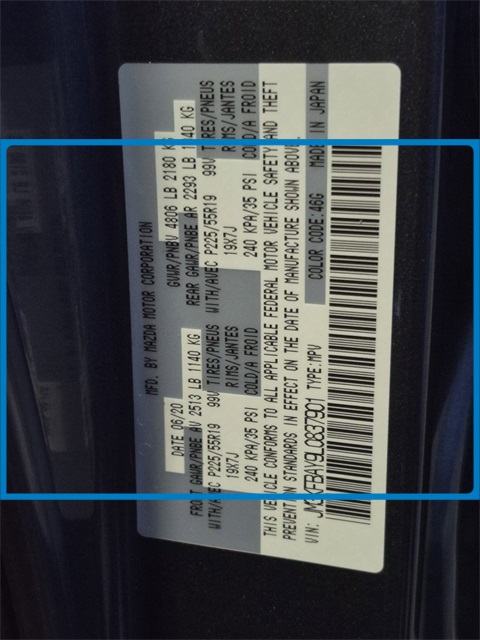 MFD. BY MAZDA MOTOR CORPORATION
DATE 06/20
GVWR/PNBV 4806 LB 2180 KG
FRONT GAWR/PNBE AV 2513 LB 1140 KG
REAR GAWR/PNBE AR 2293 LB 1040 KG
WITH/AVEC P225/55R19 99V TIRES/PNEUS
WITH/AVEC P225/55R19 99V TIRES/PNEUS
19X7J RIMS/JANTES
19X7J RIMS/JANTES
240 KPA/35 PSI COLD/A FROID
240 KPA/35 PSI COLD/A FROID
THIS VEHICLE CONFORMS TO ALL APPLICABLE FEDERAL MOTOR VEHICLE SAFETY AND THEFT
PREVENTION STANDARDS IN EFFECT ON THE DATE OF MANUFACTURE SHOWN ABOVE.
VIN: JM3KFBAY9L0837901 TYPE:MPV COLOR CODE:46G MADE IN JAPAN